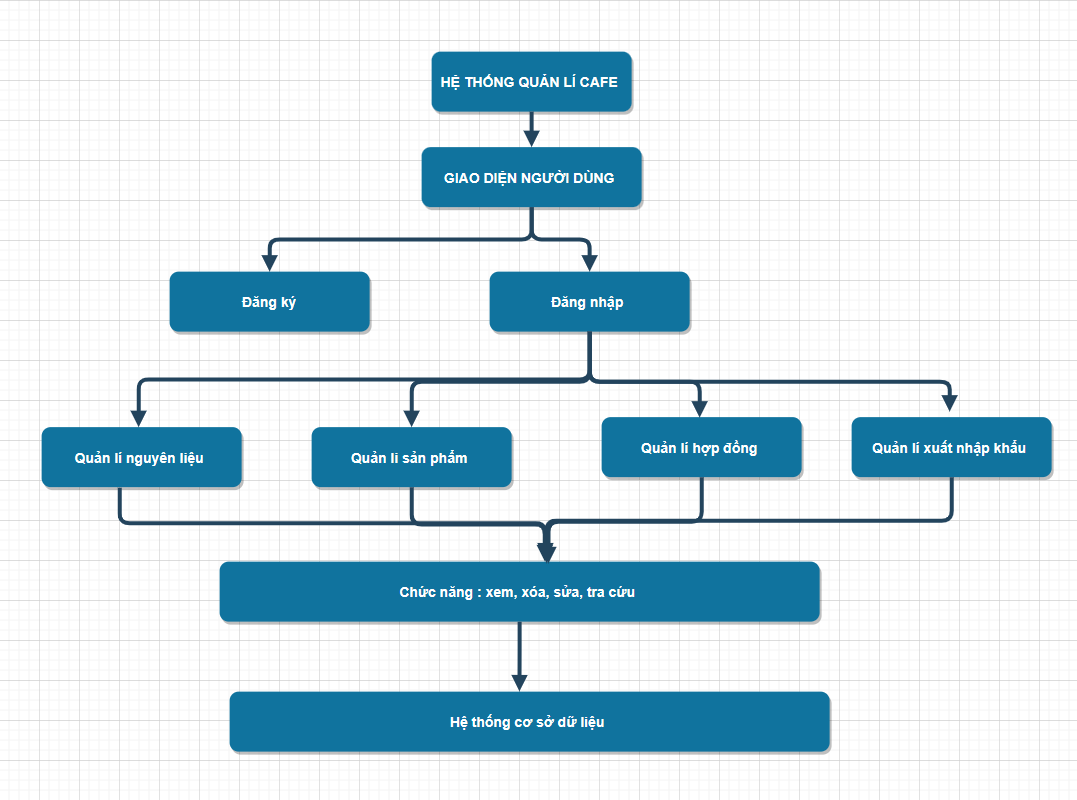 HỆ THỐNG QUẢN LÍ CAFE
GIAO DIỆN NGƯỜI DÙNG
Đăng ký
Đăng nhập
Quản lí nguyên liệu
Quản lí sản phẩm
Quản lí hợp đồng
Quản lí xuất nhập khẩu
Chức năng : xem, xóa, sửa, tra cứu
Hệ thống cơ sở dữ liệu